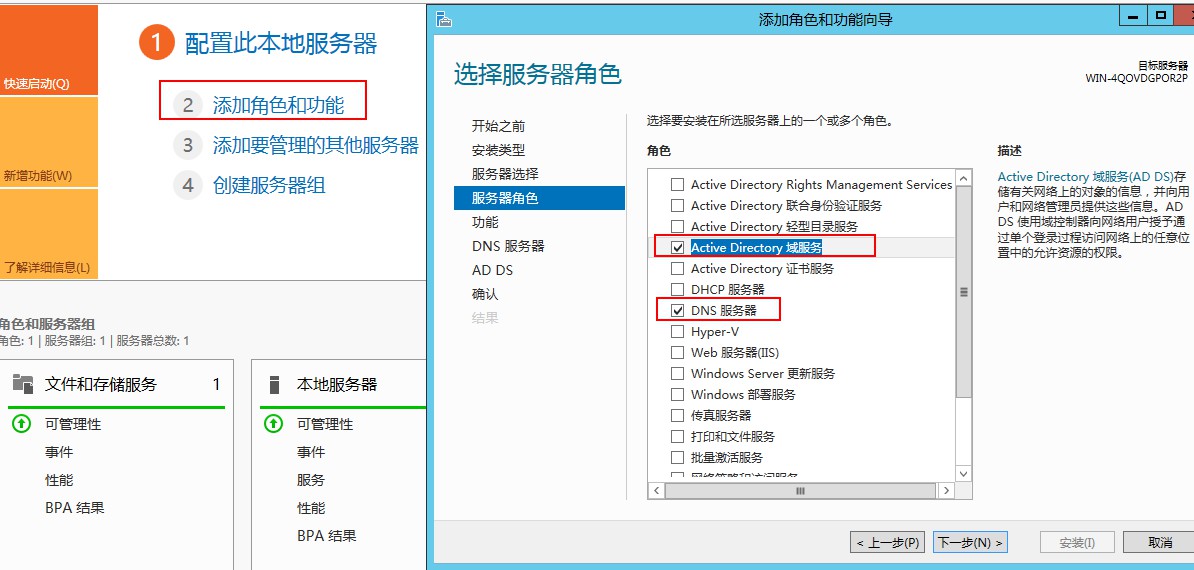 快速启动(Q)
新增功能(W)
了解详细信息(L)
1 配置此本地服务器
2 添加角色和功能
3 添加要管理的其他服务器
4 创建服务器组
角色和服务器组
角色: 1 | 服务器组: 1 | 服务器总数: 1
文件和存储服务 1
可管理性
事件
性能
BPA 结果
本地服务器
可管理性
事件
服务
性能
BPA 结果
添加角色和功能向导
选择服务器角色
目标服务器
WIN-4QOVDGPOR2P
开始之前
安装类型
服务器选择
服务器角色
功能
DNS 服务器
AD DS
确认
结果
选择要安装在所选服务器上的一个或多个角色。
角色
Active Directory Rights Management Services
Active Directory 联合身份验证服务
Active Directory 轻型目录服务
Active Directory 域服务
Active Directory 证书服务
DHCP 服务器
DNS 服务器
Hyper-V
Web 服务器(IIS)
Windows Server 更新服务
Windows 部署服务
传真服务器
打印和文件服务
批量激活服务
网络策略和访问服务
描述
Active Directory 域服务(AD DS)存
储有关网络上的对象的信息，并向用
户和网络管理员提供这些信息。AD
DS 使用域控制器向网络用户授予通
过单个登录过程访问网络上的任意位
置中的允许资源的权限。
< 上一步(P)
下一步(N) >
安装(I)
取消